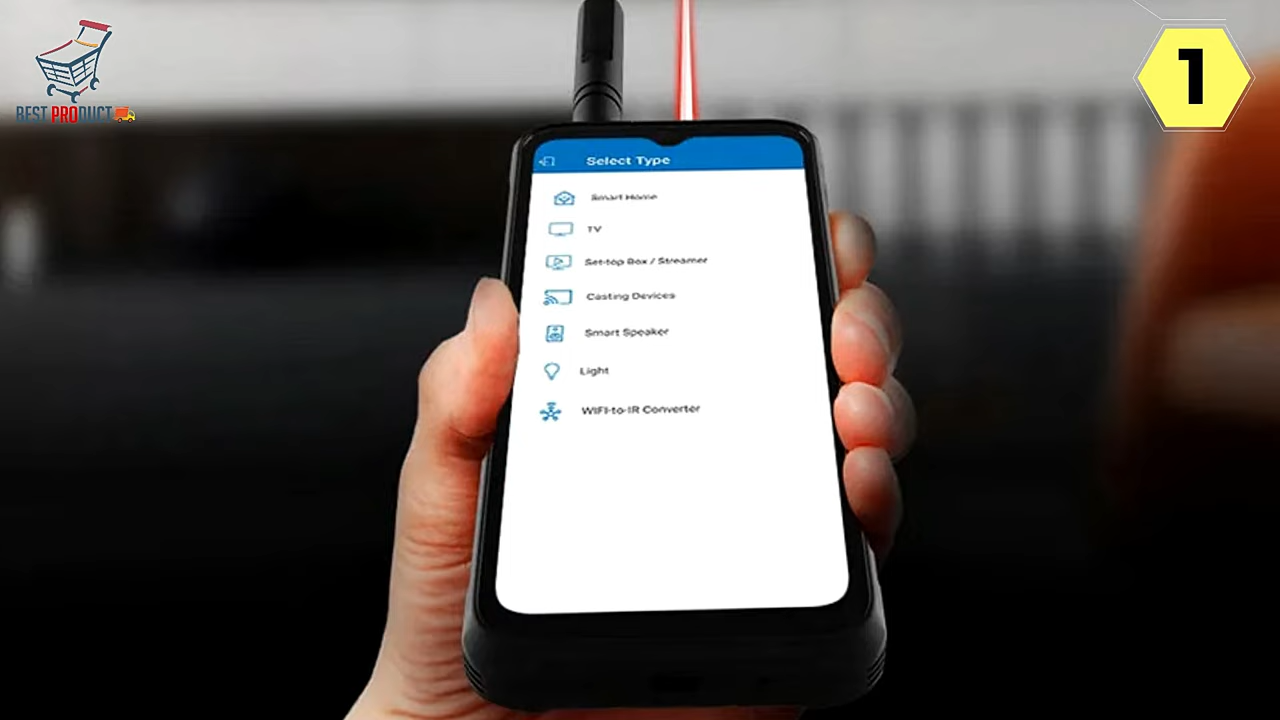 BEST PRODUCT
1
Select Type
Smart Home
TV
Set-top Box / Streamer
Casting Devices
Smart Speaker
Light
WIFI-to-IR Converter